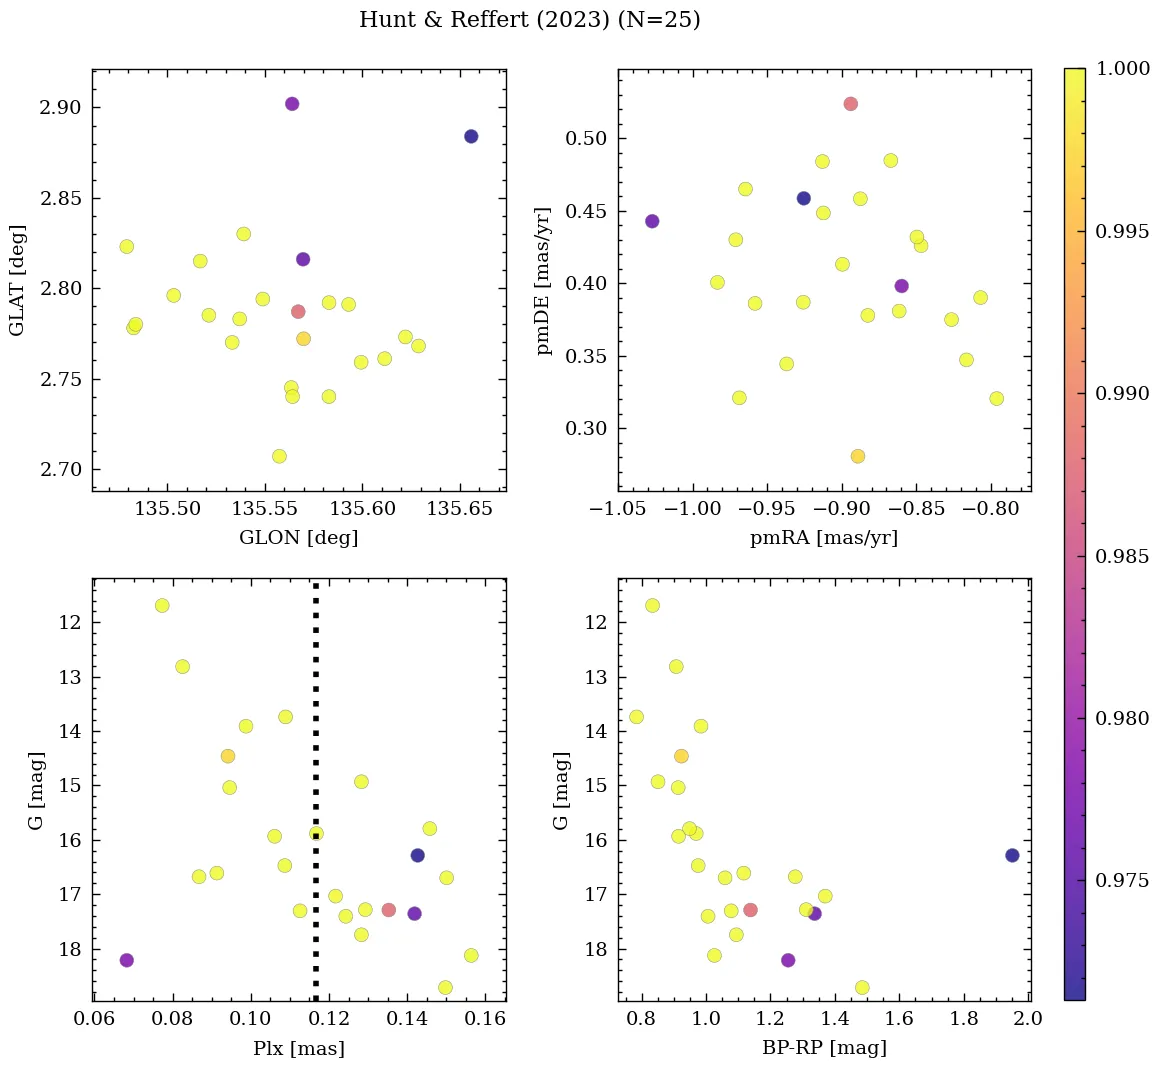 Hunt & Reffert (2023) (N=25)
2.90
2.85
2.80
2.75
2.70
GLAT [deg]
135.50 135.55 135.60 135.65
GLON [deg]
0.50
0.45
0.40
0.35
0.30
pmDE [mas/yr]
−1.05 −1.00 −0.95 −0.90 −0.85 −0.80
pmRA [mas/yr]
12
13
14
15
16
17
18
G [mag]
0.06 0.08 0.10 0.12 0.14 0.16
Plx [mas]
12
13
14
15
16
17
18
G [mag]
0.8 1.0 1.2 1.4 1.6 1.8 2.0
BP-RP [mag]
1.000
0.995
0.990
0.985
0.980
0.975